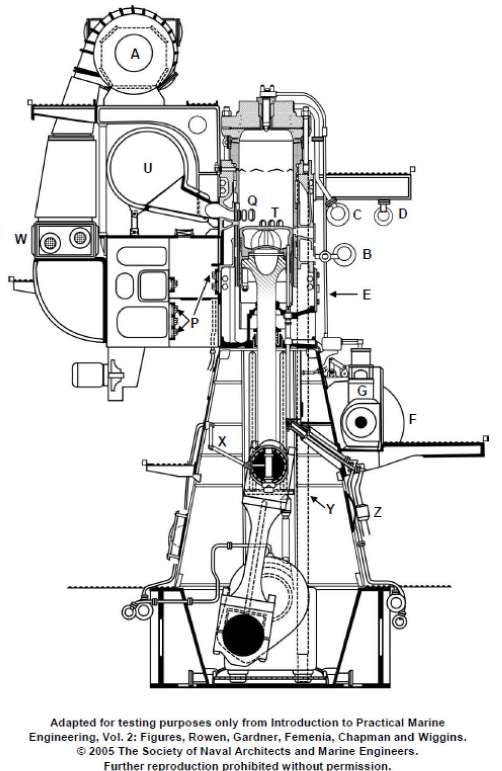 A
U
Q
T
C
D
W
B
P
E
G
F
X
Y
Z
Adapted for testing purposes only from Introduction to Practical Marine
Engineering, Vol. 2: Figures, Rowen, Gardner, Femenia, Chapman and Wiggins.
© 2005 The Society of Naval Architects and Marine Engineers.
Further reproduction prohibited without permission.